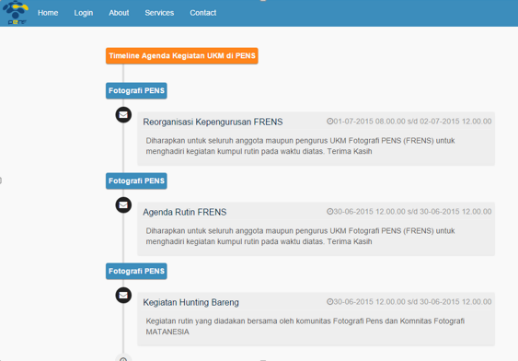 Home Login About Services Contact
Timeline Agenda Kegiatan UKM di PENS
Fotografi PENS
Reorganisasi Kepengurusan FRENS 01-07-2015 08.00.00 s/d 02-07-2015 12.00.00
Diharapkan untuk seluruh anggota maupun pengurus UKM Fotografi PENS (FRENS) untuk
menghadiri kegiatan kumpul rutin pada waktu diatas. Terima Kasih
Fotografi PENS
Agenda Rutin FRENS 30-06-2015 12.00.00 s/d 30-06-2015 12.00.00
Diharapkan untuk seluruh anggota maupun pengurus UKM Fotografi PENS (FRENS) untuk
menghadiri kegiatan kumpul rutin pada waktu diatas. Terima Kasih
Fotografi PENS
Kegiatan Hunting Bareng 30-06-2015 12.00.00 s/d 30-06-2015 12.00.00
Kegiatan rutin yang diadakan bersama oleh komunitas Fotografi Pens dan Komnitas Fotografi
MATANESIA